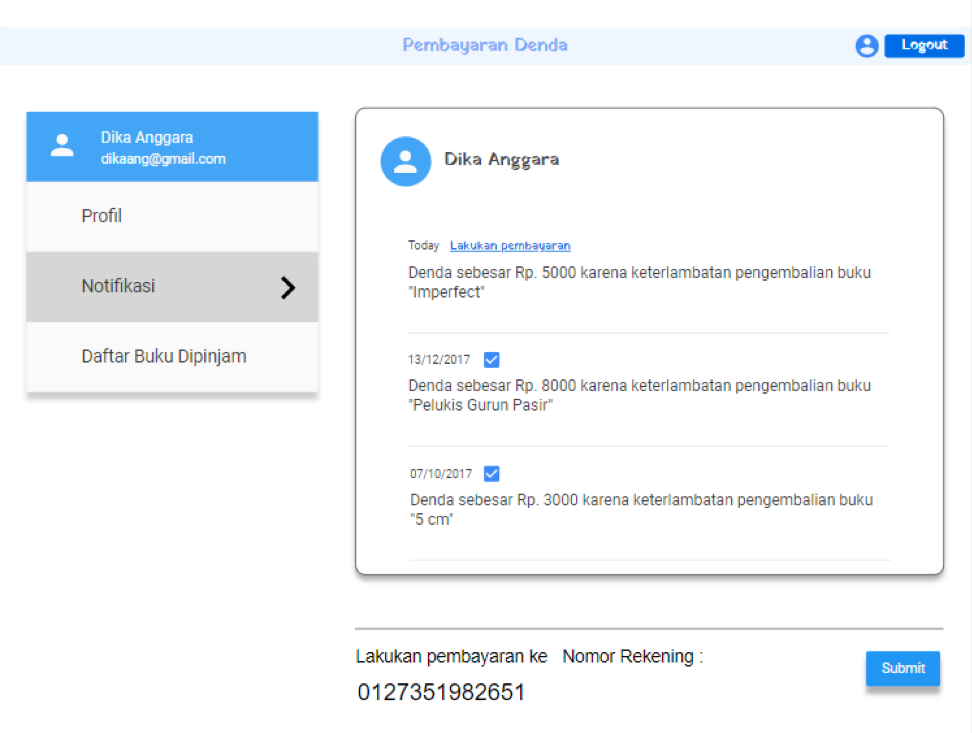 Pembayaran Denda
Logout
Dika Anggara
dikaang@gmail.com
Profil
Notifikasi
Daftar Buku Dipinjam
Dika Anggara
Today Lakukan pembayaran
Denda sebesar Rp. 5000 karena keterlambatan pengembalian buku
"Imperfect"
13/12/2017
Denda sebesar Rp. 8000 karena keterlambatan pengembalian buku
"Pelukis Gurun Pasir"
07/10/2017
Denda sebesar Rp. 3000 karena keterlambatan pengembalian buku
"5 cm"
Lakukan pembayaran ke Nomor Rekening :
0127351982651
Submit